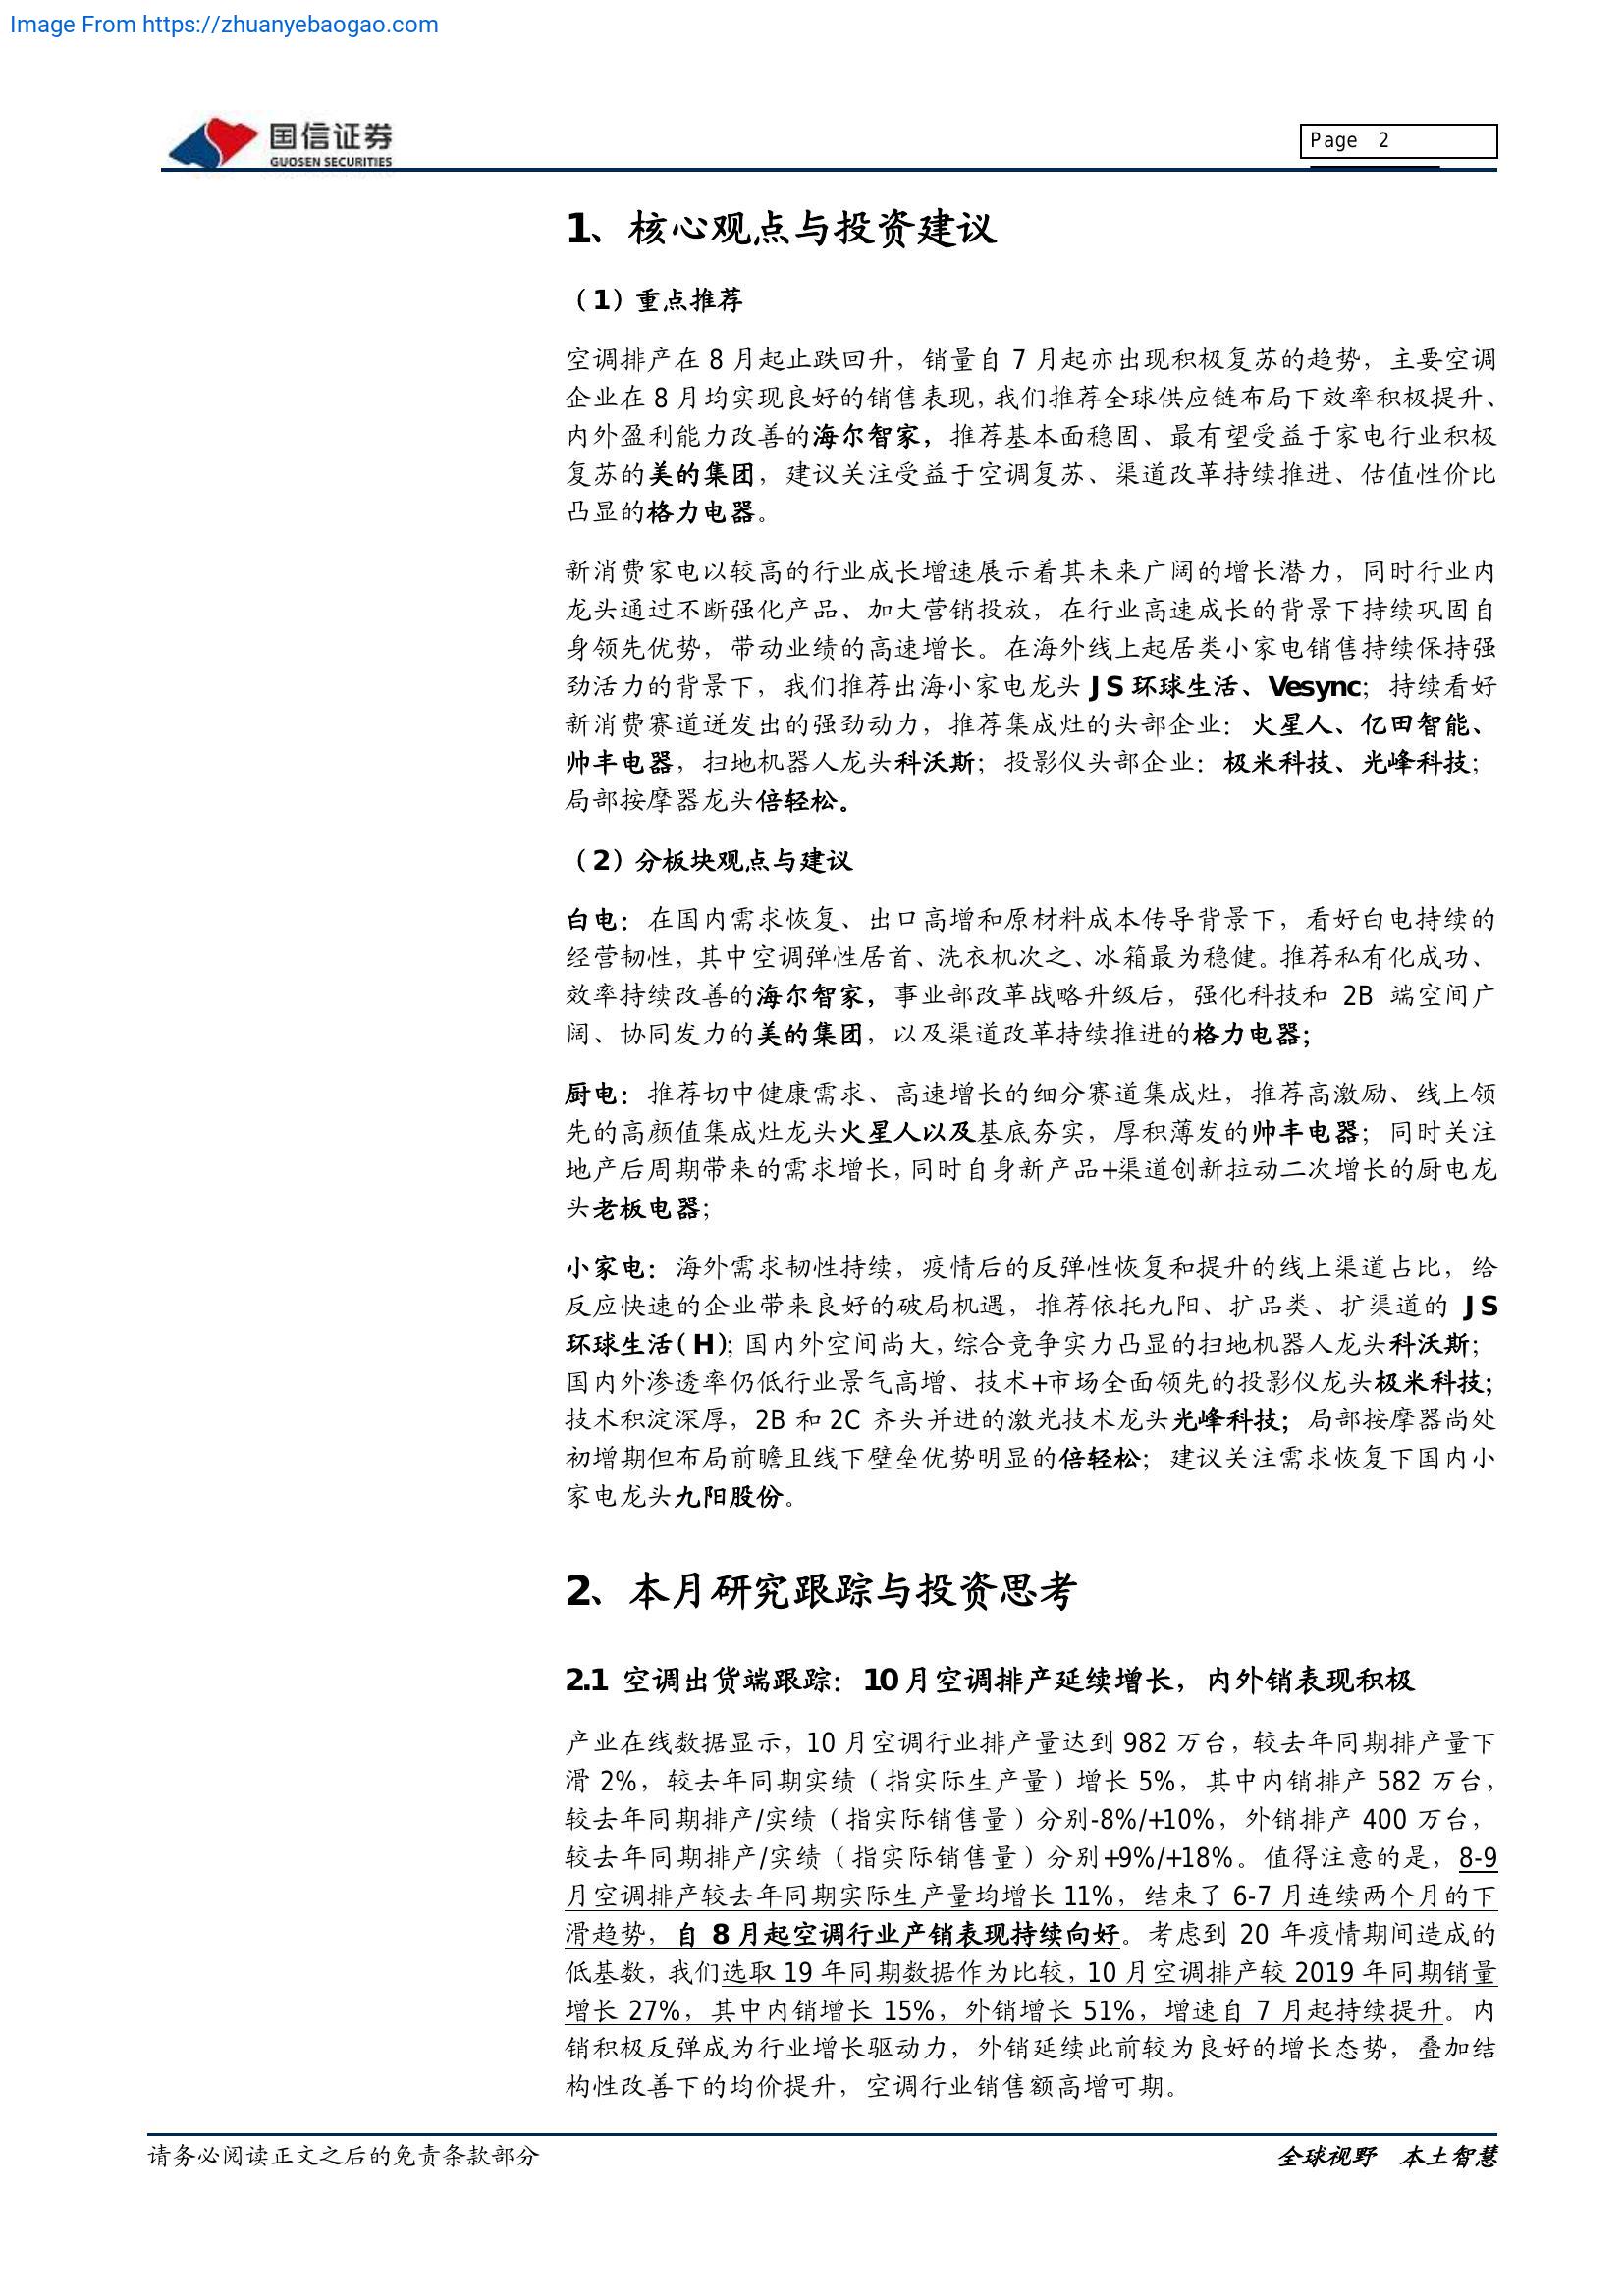 Image From https://zhuanyebaogao.com
国信证券
GUOSEN SECURITIES
Page 2
1、核心观点与投资建议
（1）重点推荐
空调排产在 8 月起止跌回升，销量自 7 月起亦出现积极复苏的趋势，主要空调
企业在 8 月均实现良好的销售表现，我们推荐全球供应链布局下效率积极提升、
内外盈利能力改善的海尔智家，推荐基本面稳固、最有望受益于家电行业积极
复苏的美的集团，建议关注受益于空调复苏、渠道改革持续推进、估值性价比
凸显的格力电器。
新消费家电以较高的行业成长增速展示着其未来广阔的增长潜力，同时行业内
龙头通过不断强化产品、加大营销投放，在行业高速成长的背景下持续巩固自
身领先优势，带动业绩的高速增长。在海外线上起居类小家电销售持续保持强
劲活力的背景下，我们推荐出海小家电龙头 JS 环球生活、Vesync；持续看好
新消费赛道迸发出的强劲动力，推荐集成灶的头部企业：火星人、亿田智能、
帅丰电器，扫地机器人龙头科沃斯；投影仪头部企业：极米科技、光峰科技；
局部按摩器龙头倍轻松。
（2）分板块观点与建议
白电：在国内需求恢复、出口高增和原材料成本传导背景下，看好白电持续的
经营韧性，其中空调弹性居首、洗衣机次之、冰箱最为稳健。推荐私有化成功、
效率持续改善的海尔智家，事业部改革战略升级后，强化科技和 2B 端空间广
阔、协同发力的美的集团，以及渠道改革持续推进的格力电器；
厨电：推荐切中健康需求、高速增长的细分赛道集成灶，推荐高激励、线上领
先的高颜值集成灶龙头火星人以及基底夯实，厚积薄发的帅丰电器；同时关注
地产后周期带来的需求增长，同时自身新产品+渠道创新拉动二次增长的厨电龙
头老板电器；
小家电：海外需求韧性持续，疫情后的反弹性恢复和提升的线上渠道占比，给
反应快速的企业带来良好的破局机遇，推荐依托九阳、扩品类、扩渠道的 JS
环球生活(H)；国内外空间尚大，综合竞争实力凸显的扫地机器人龙头科沃斯；
国内外渗透率仍低行业景气高增、技术+市场全面领先的投影仪龙头极米科技；
技术积淀深厚，2B 和 2C 齐头并进的激光技术龙头光峰科技；局部按摩器尚处
初增期但布局前瞻且线下壁垒优势明显的倍轻松；建议关注需求恢复下国内小
家电龙头九阳股份。
2、本月研究跟踪与投资思考
2.1 空调出货端跟踪：10 月空调排产延续增长，内外销表现积极
产业在线数据显示，10 月空调行业排产量达到 982 万台，较去年同期排产量下
滑 2%，较去年同期实绩（指实际生产量）增长 5%，其中内销排产 582 万台，
较去年同期排产/实绩（指实际销售量）分别-8%/+10%，外销排产 400 万台，
较去年同期排产/实绩（指实际销售量）分别+9%/+18%。值得注意的是，8-9
月空调排产较去年同期实际生产量均增长 11%，结束了 6-7 月连续两个月的下
滑趋势，自 8 月起空调行业产销表现持续向好。考虑到 20 年疫情期间造成的
低基数，我们选取 19 年同期数据作为比较，10 月空调排产较 2019 年同期销量
增长 27%，其中内销增长 15%，外销增长 51%，增速自 7 月起持续提升。内
销积极反弹成为行业增长驱动力，外销延续此前较为良好的增长态势，叠加结
构性改善下的均价提升，空调行业销售额高增可期。
请务必阅读正文之后的免责条款部分
全球视野 本土智慧